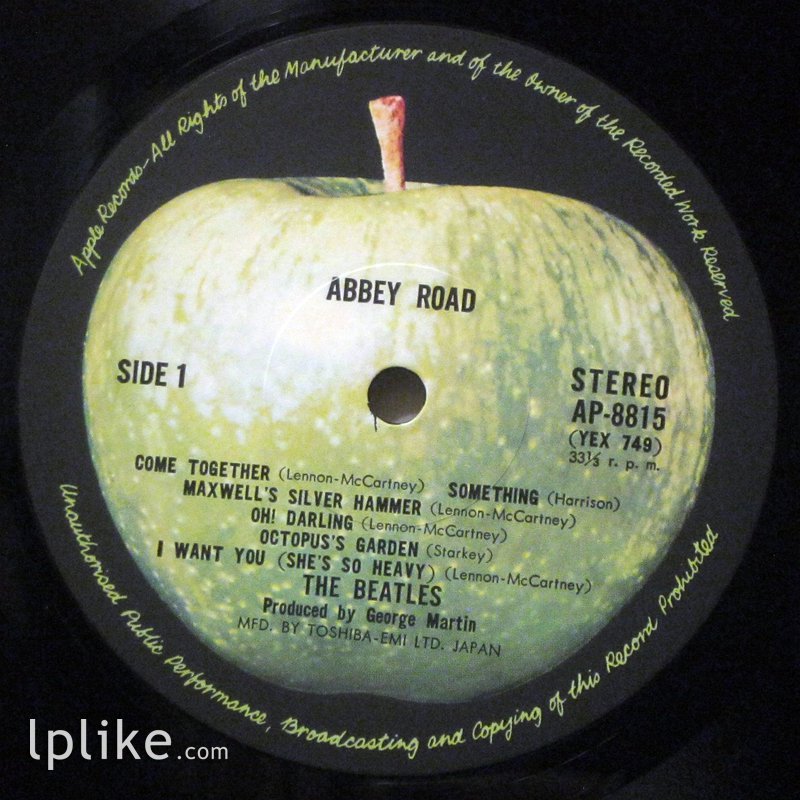 Apple Records-All Rights of the Manufacturer and of the Owner of the Recorded Work Reserved
ABBEY ROAD
SIDE 1
STEREO
AP-8815
(YEX 749)
33⅓ r. p. m.
COME TOGETHER (Lennon-McCartney) SOMETHING (Harrison)
MAXWELL'S SILVER HAMMER (Lennon-McCartney)
OH! DARLING (Lennon-McCartney)
OCTOPUS'S GARDEN (Starkey)
I WANT YOU (SHE'S SO HEAVY) (Lennon-McCartney)
THE BEATLES
Produced by George Martin
MFD. BY TOSHIBA-EMI LTD. JAPAN
Unauthorised Public Performance, Broadcasting and Copying of this Record Prohibited
lplike.com